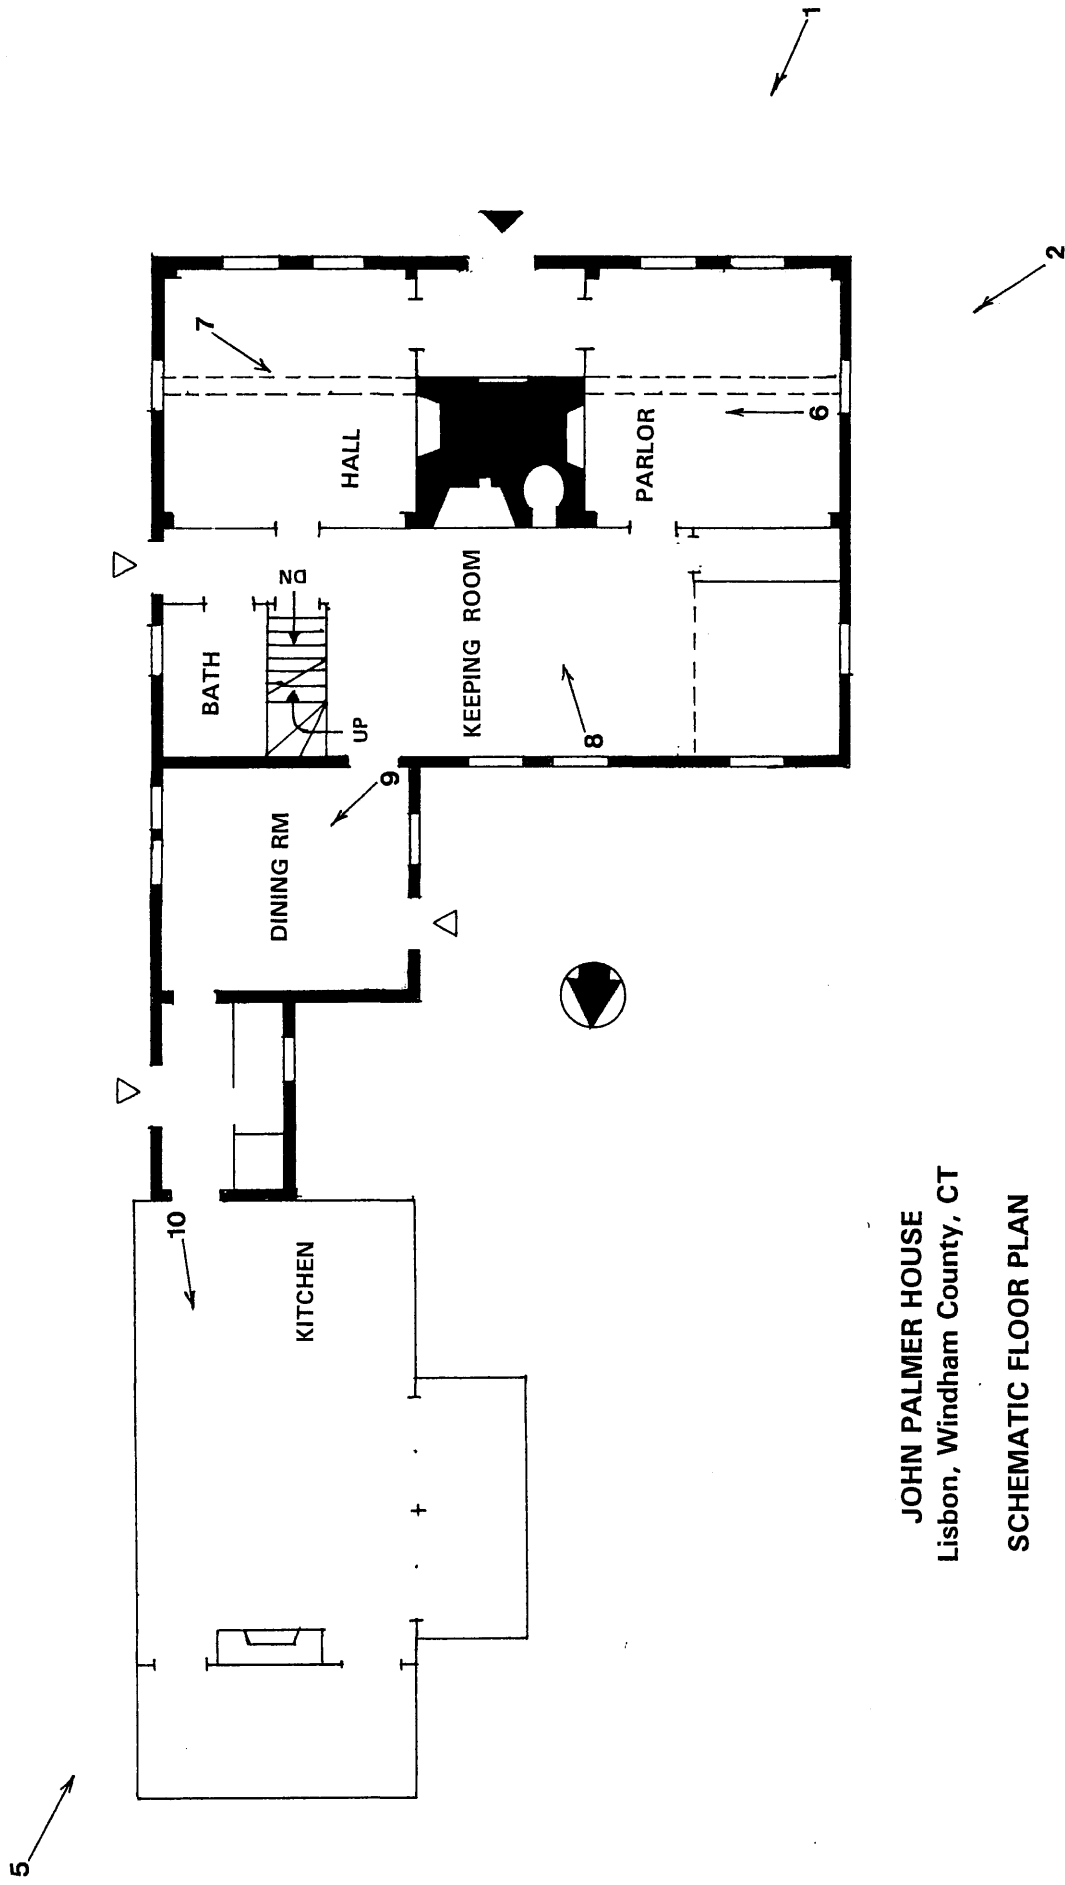 5
10
KITCHEN
DINING RM
9
BATH
UP
DN
HALL
7
KEEPING ROOM
8
PARLOR
6
1
2
JOHN PALMER HOUSE
Lisbon, Windham County, CT
SCHEMATIC FLOOR PLAN